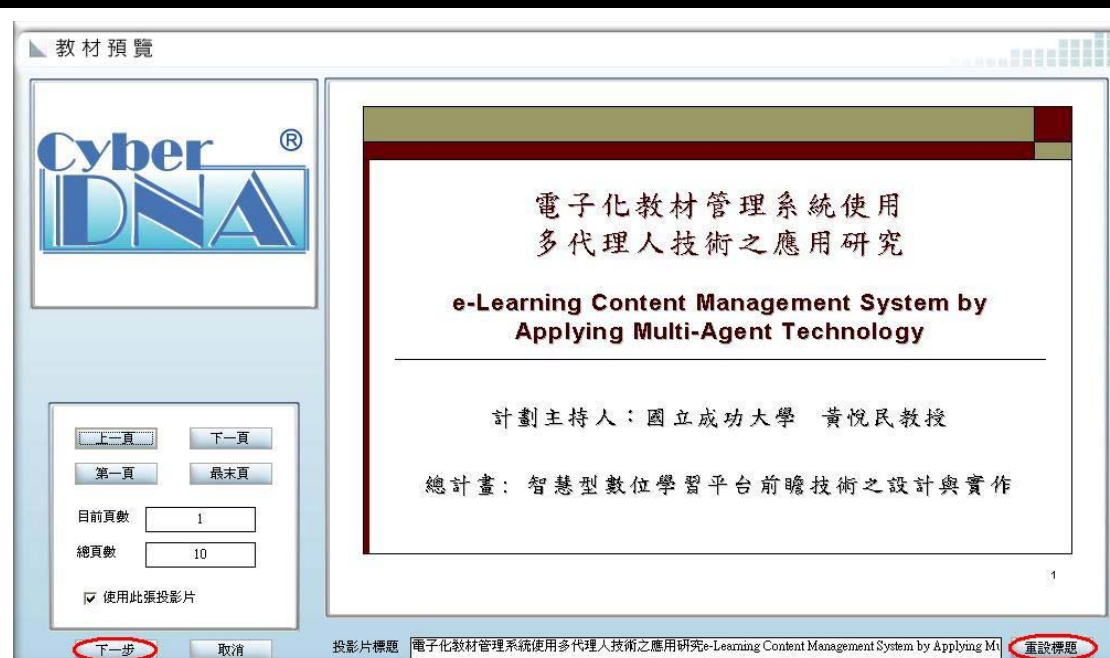 教材預覽
Cyber ®
DNA
電子化教材管理系統使用
多代理人技術之應用研究
e-Learning Content Management System by
Applying Multi-Agent Technology
計劃主持人：國立成功大學 黃悅民教授
總計畫: 智慧型數位學習平台前瞻技術之設計與實作
1
上一頁 下一頁
第一頁 最末頁
目前頁數 1
總頁數 10
使用此張投影片
下一步 取消
投影片標題 電子化教材管理系統使用多代理人技術之應用研究e-Learning Content Management System by Applying Mu 重設標題